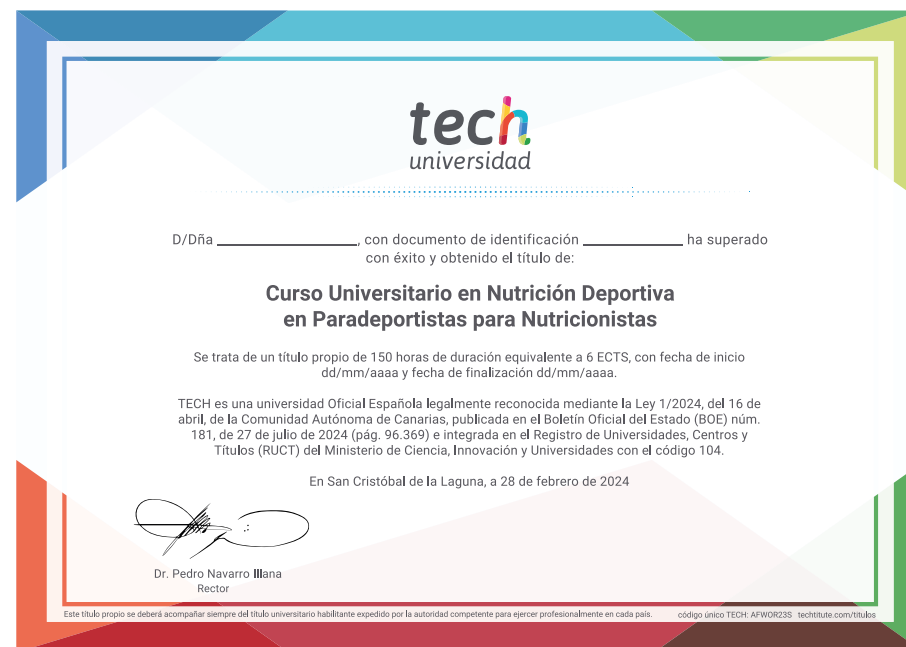 tech
universidad
D/Dña ____________________, con documento de identificación ______________ ha superado
con éxito y obtenido el título de:
Curso Universitario en Nutrición Deportiva
en Paradeportistas para Nutricionistas
Se trata de un título propio de 150 horas de duración equivalente a 6 ECTS, con fecha de inicio
dd/mm/aaaa y fecha de finalización dd/mm/aaaa.
TECH es una universidad Oficial Española legalmente reconocida mediante la Ley 1/2024, del 16 de
abril, de la Comunidad Autónoma de Canarias, publicada en el Boletín Oficial del Estado (BOE) núm.
181, de 27 de julio de 2024 (pág. 96.369) e integrada en el Registro de Universidades, Centros y
Títulos (RUCT) del Ministerio de Ciencia, Innovación y Universidades con el código 104.
En San Cristóbal de la Laguna, a 28 de febrero de 2024
Dr. Pedro Navarro Illana
Rector
Este título propio se deberá acompañar siempre del título universitario habilitante expedido por la autoridad competente para ejercer profesionalmente en cada país. código único TECH: AFWOR23S techtitute.com/titulos